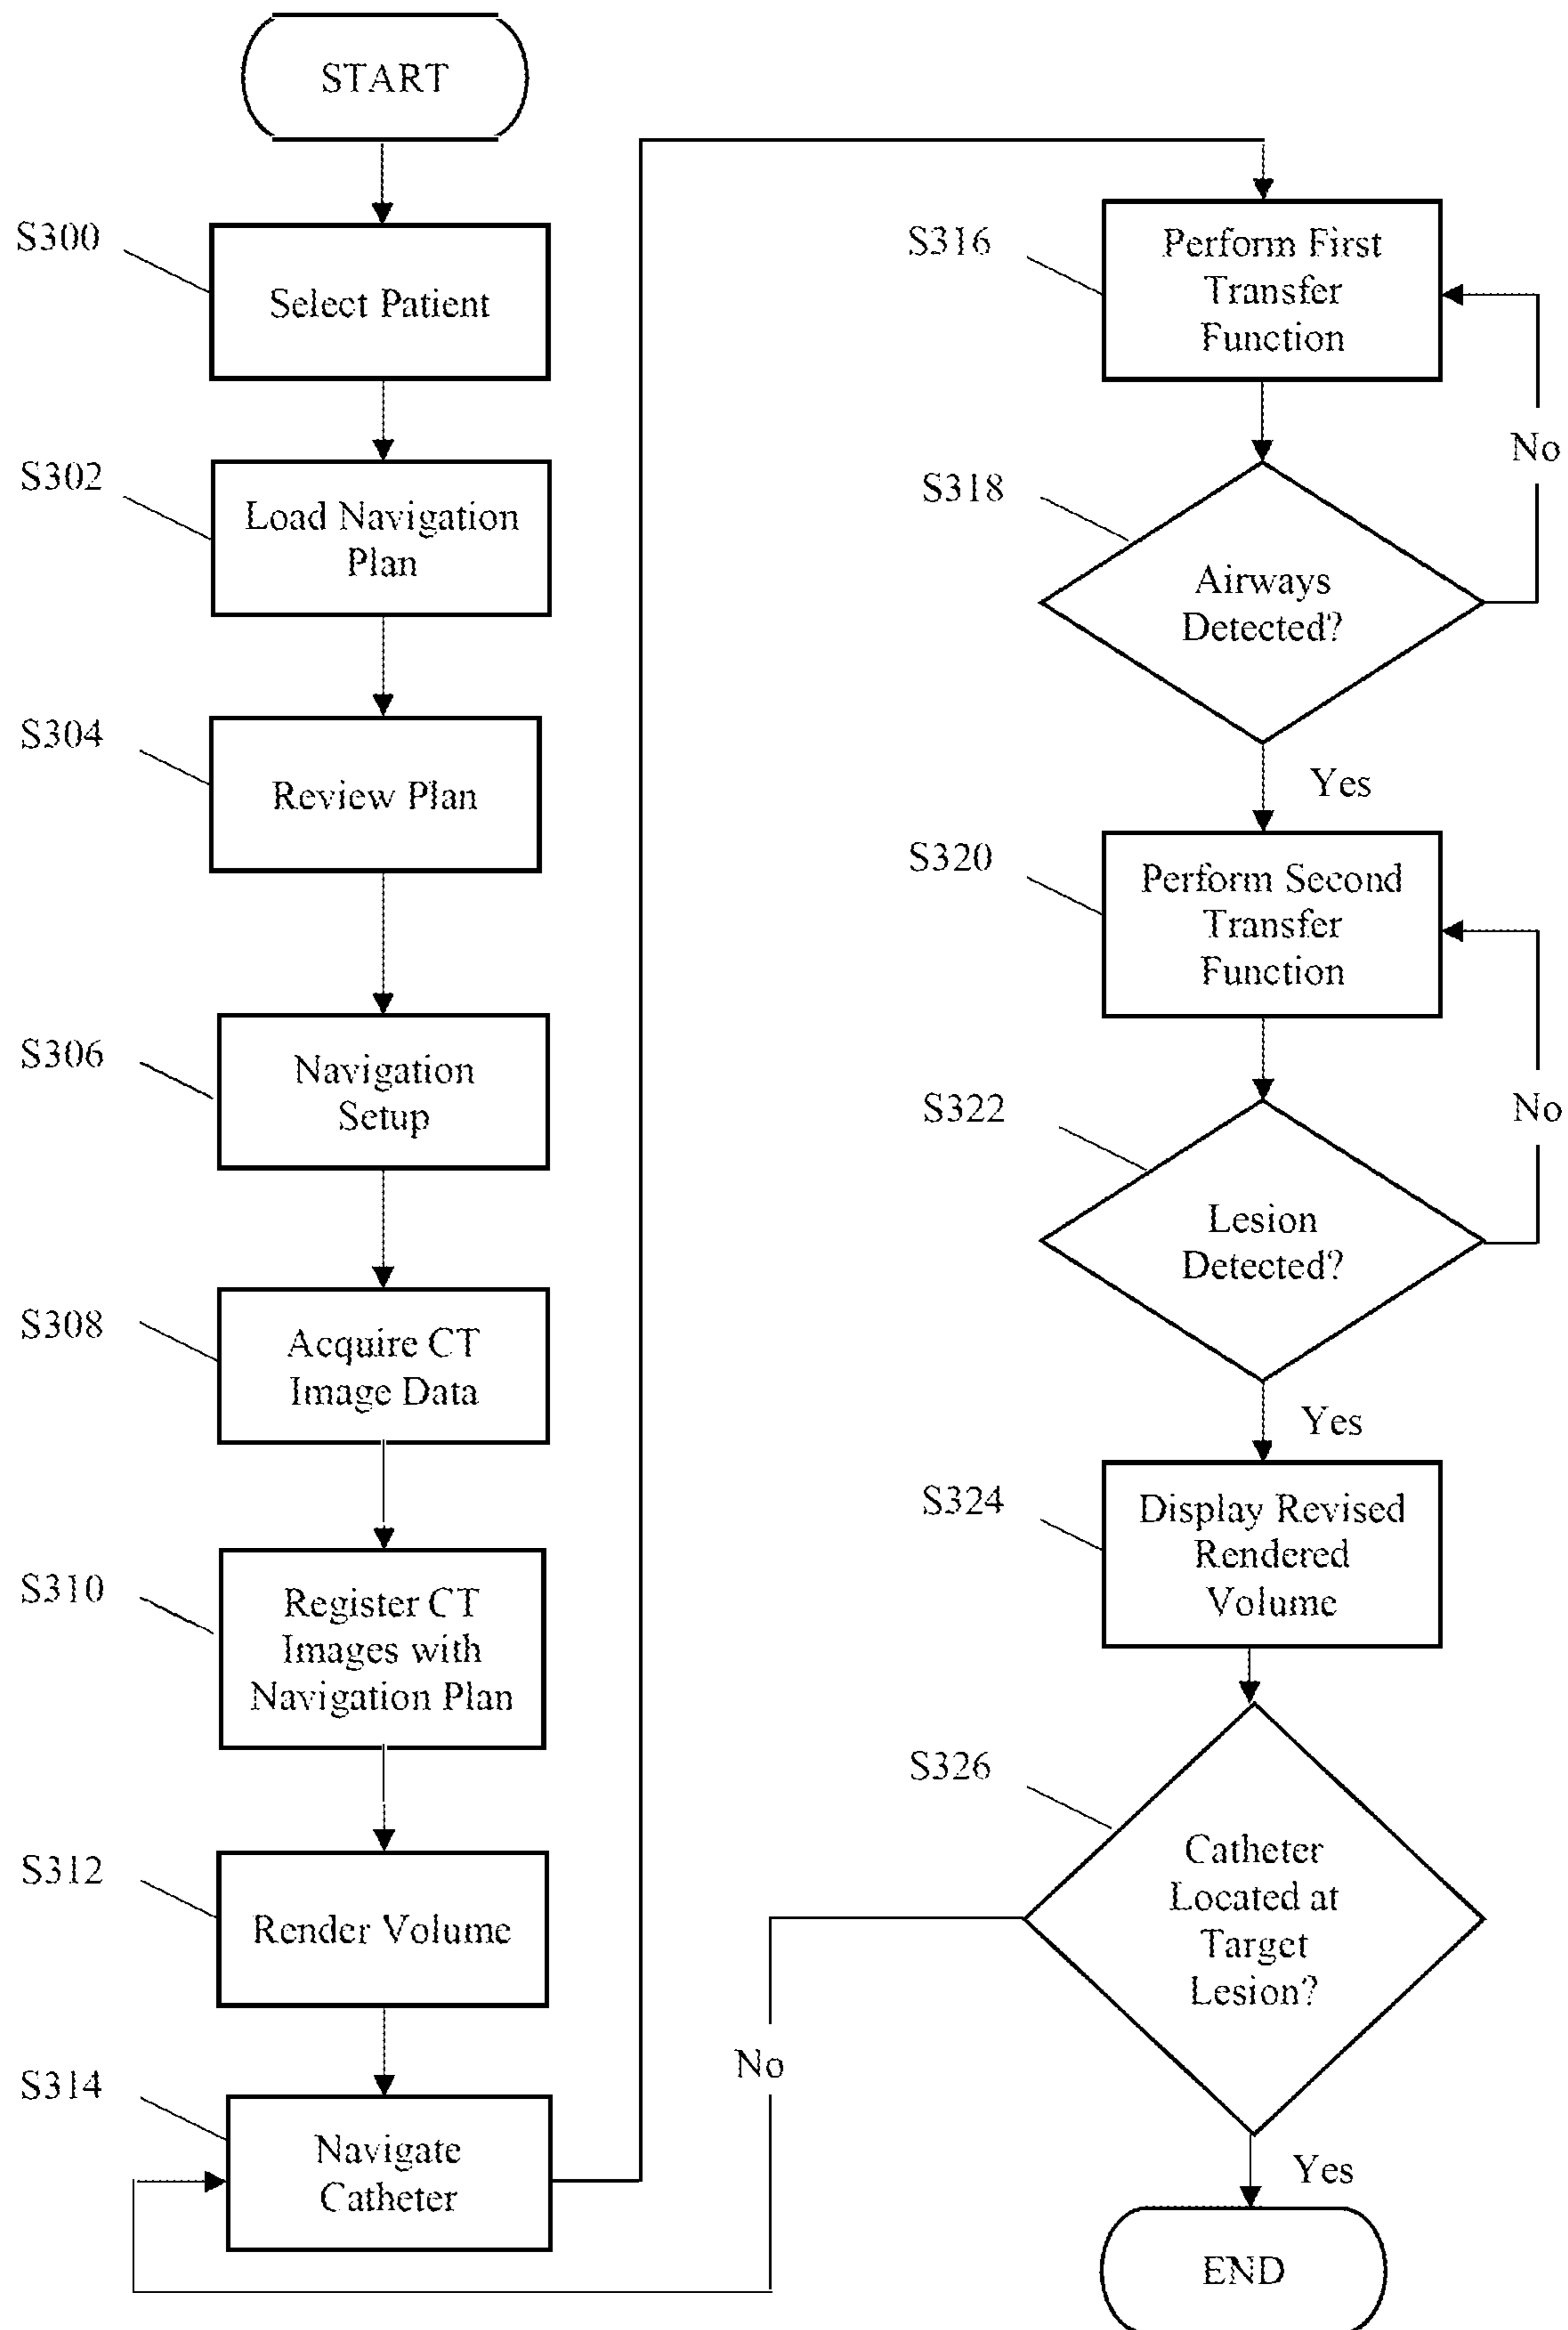 START
S300
Select Patient
S302
Load Navigation
Plan
S304
Review Plan
S306
Navigation
Setup
S308
Acquire CT
Image Data
S310
Register CT
Images with
Navigation Plan
S312
Render Volume
S314
Navigate
Catheter
S316
Perform First
Transfer
Function
No
S318
Airways
Detected?
Yes
S320
Perform Second
Transfer
Function
No
S322
Lesion
Detected?
Yes
S324
Display Revised
Rendered
Volume
S326
Catheter
Located at
Target
Lesion?
No
Yes
END